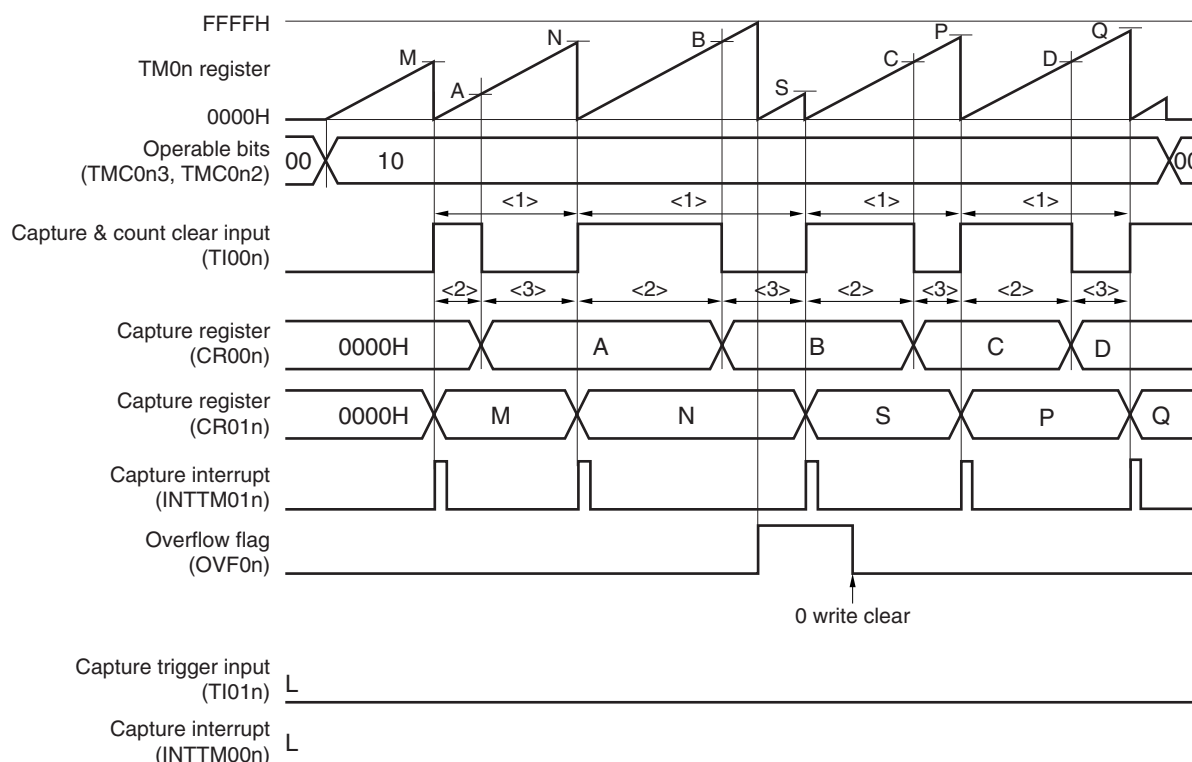 FFFFH
TM0n register
0000H
M
A
N
B
S
C
P
D
Q
Operable bits
(TMC0n3, TMC0n2)
00
10
00
<1>
<1>
<1>
<1>
Capture & count clear input
(TI00n)
<2>
<3>
<2>
<3>
<2>
<3>
<2>
<3>
Capture register
(CR00n)
0000H
A
B
C
D
Capture register
(CR01n)
0000H
M
N
S
P
Q
Capture interrupt
(INTTM01n)
Overflow flag
(OVF0n)
0 write clear
Capture trigger input
(TI01n)
L
Capture interrupt
(INTTM00n)
L